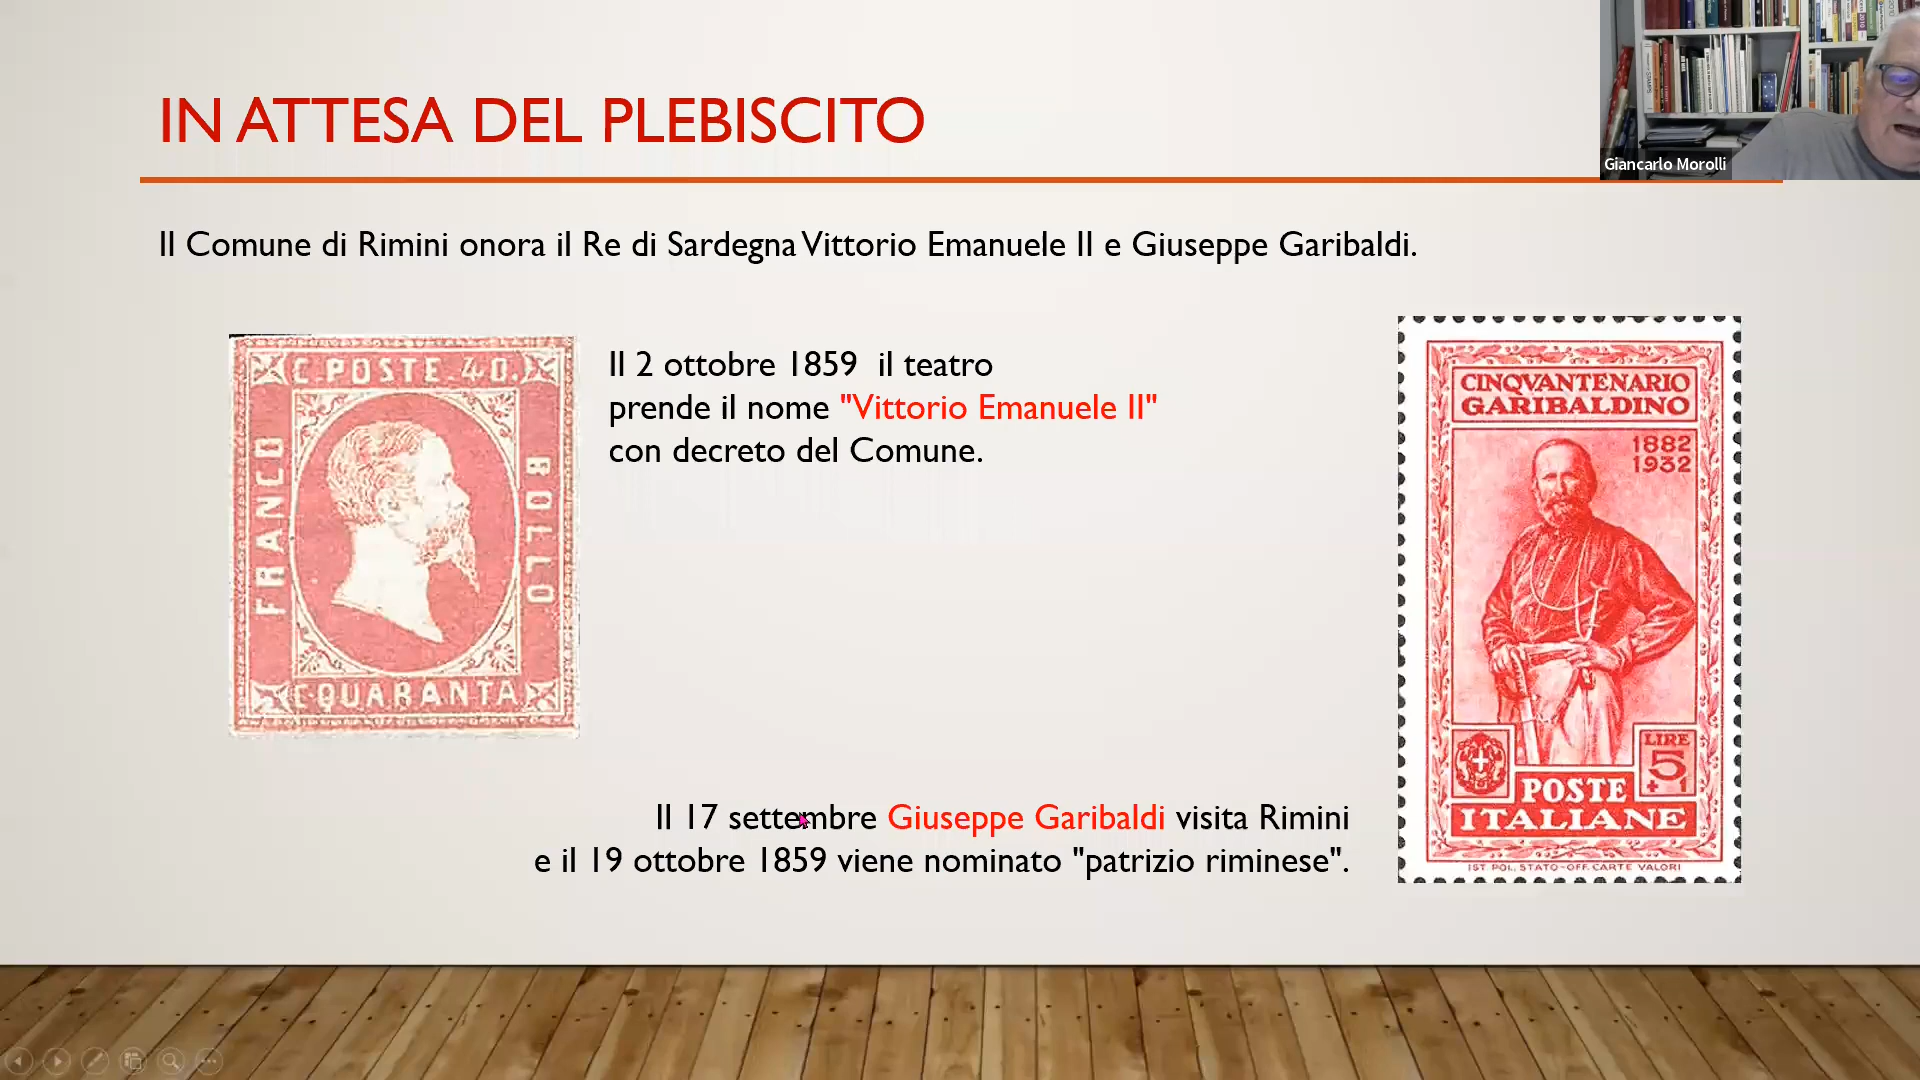 IN ATTESA DEL PLEBISCITO
Giancarlo Morolli
Il Comune di Rimini onora il Re di Sardegna Vittorio Emanuele II e Giuseppe Garibaldi.
C.POSTE.40.
FRANCO
BOLLO
C.QUARANTA
Il 2 ottobre 1859 il teatro
prende il nome "Vittorio Emanuele II"
con decreto del Comune.
CINQVANTENARIO
GARIBALDINO
1882
1932
LIRE
5
+1
POSTE
ITALIANE
IST. POL. STATO-OFF. CARTE VALORI
Il 17 settembre Giuseppe Garibaldi visita Rimini
e il 19 ottobre 1859 viene nominato "patrizio riminese".